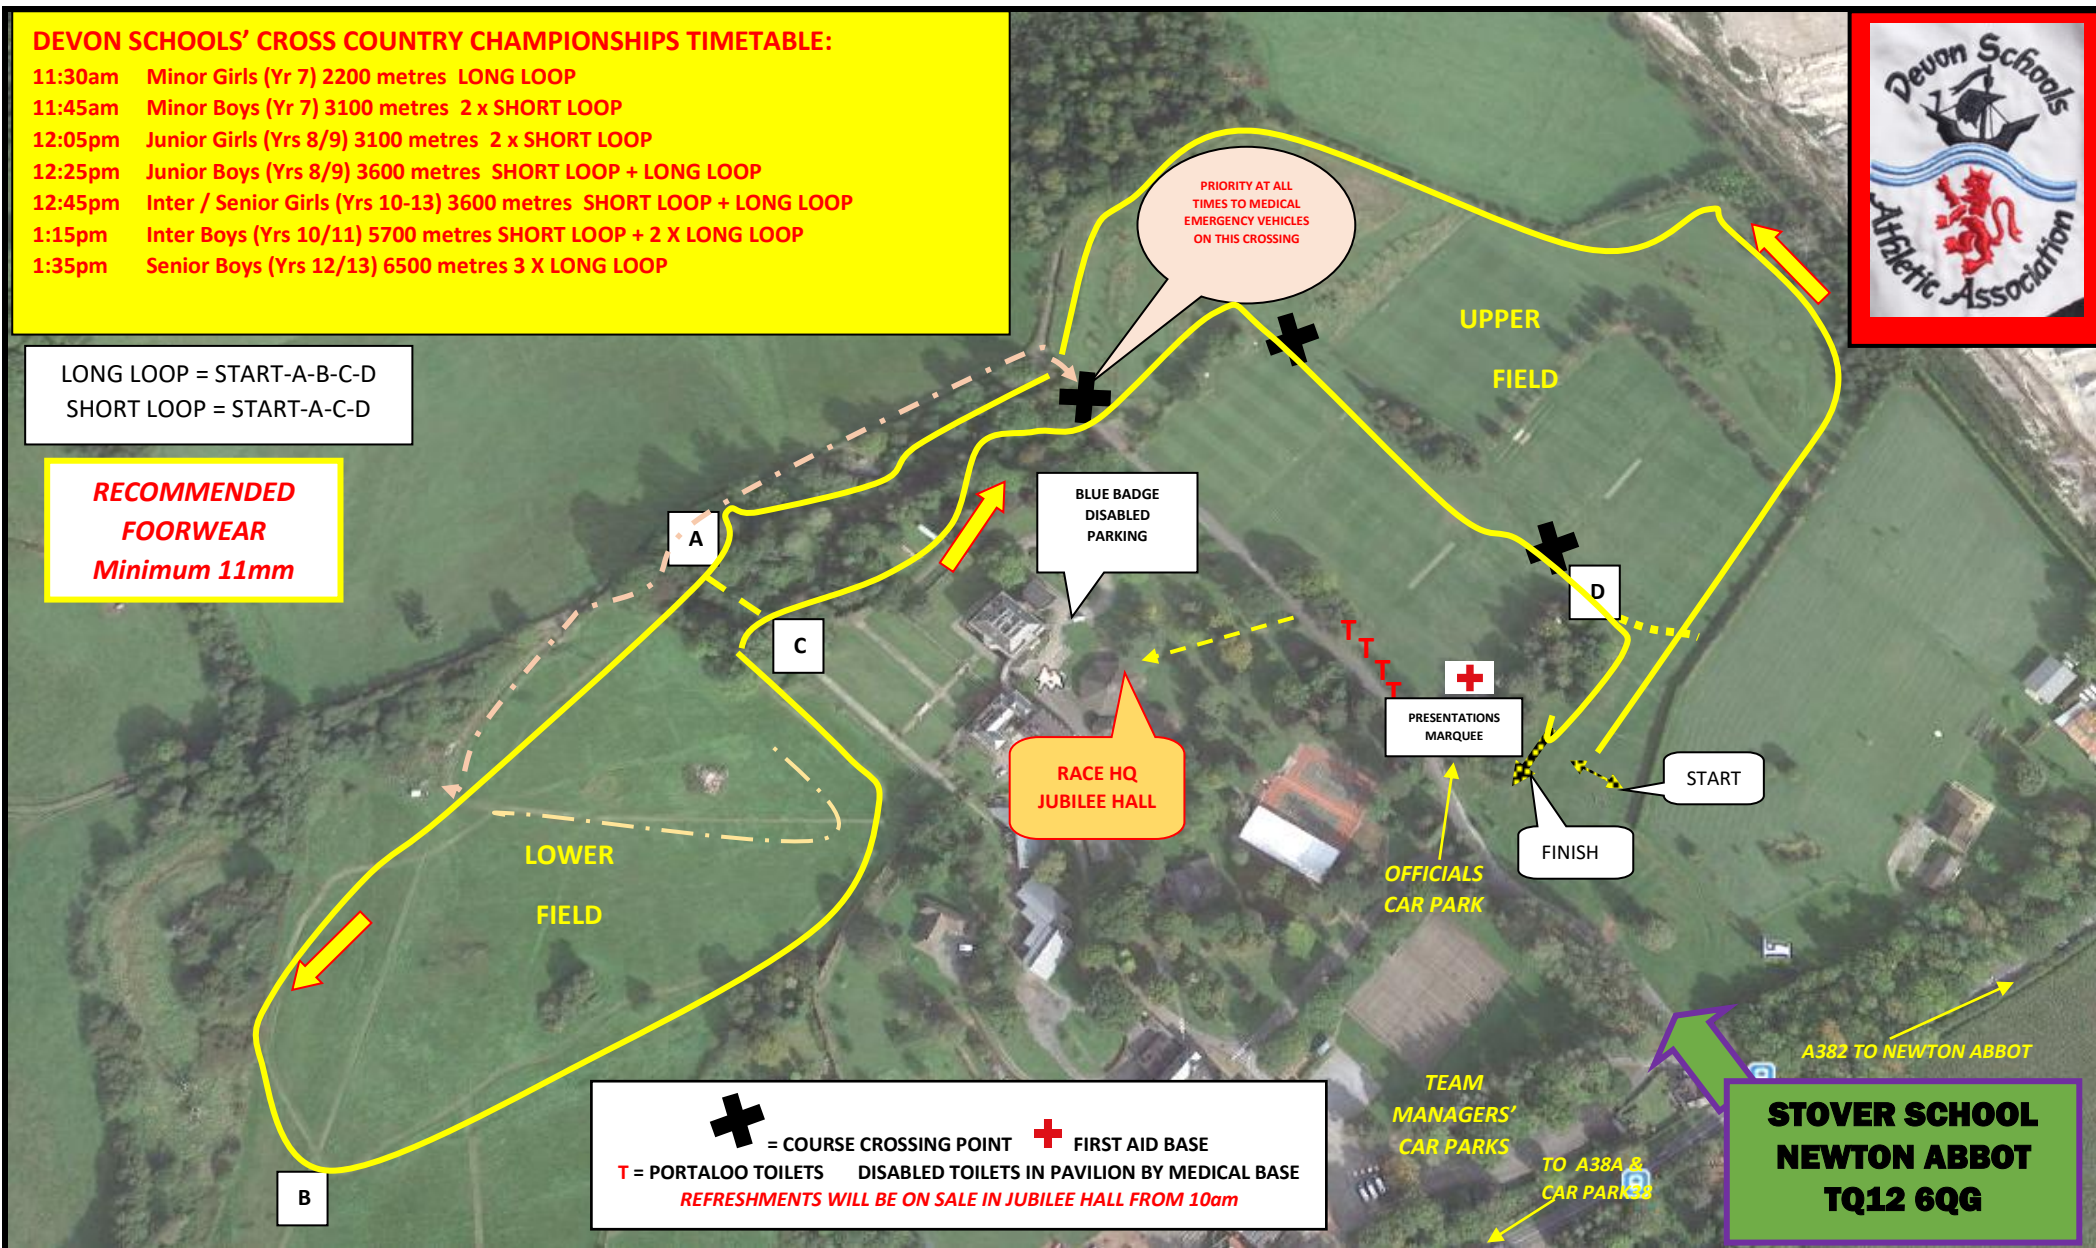 DEVON SCHOOLS' CROSS COUNTRY CHAMPIONSHIPS TIMETABLE:
11:30am Minor Girls (Yr 7) 2200 metres LONG LOOP
11:45am Minor Boys (Yr 7) 3100 metres 2 x SHORT LOOP
12:05pm Junior Girls (Yrs 8/9) 3100 metres 2 x SHORT LOOP
12:25pm Junior Boys (Yrs 8/9) 3600 metres SHORT LOOP + LONG LOOP
12:45pm Inter / Senior Girls (Yrs 10-13) 3600 metres SHORT LOOP + LONG LOOP
1:15pm Inter Boys (Yrs 10/11) 5700 metres SHORT LOOP + 2 X LONG LOOP
1:35pm Senior Boys (Yrs 12/13) 6500 metres 3 X LONG LOOP
Devon Schools
Athletic Association
LONG LOOP = START-A-B-C-D
SHORT LOOP = START-A-C-D
RECOMMENDED
FOORWEAR
Minimum 11mm
PRIORITY AT ALL
TIMES TO MEDICAL
EMERGENCY VEHICLES
ON THIS CROSSING
UPPER
FIELD
BLUE BADGE
DISABLED
PARKING
A
C
D
T
T
T
T
PRESENTATIONS
MARQUEE
START
FINISH
RACE HQ
JUBILEE HALL
OFFICIALS
CAR PARK
LOWER
FIELD
B
A382 TO NEWTON ABBOT
TEAM
MANAGERS'
CAR PARKS
TO A38A &
CAR PARK38
= COURSE CROSSING POINT FIRST AID BASE
T = PORTALOO TOILETS DISABLED TOILETS IN PAVILION BY MEDICAL BASE
REFRESHMENTS WILL BE ON SALE IN JUBILEE HALL FROM 10am
STOVER SCHOOL
NEWTON ABBOT
TQ12 6QG